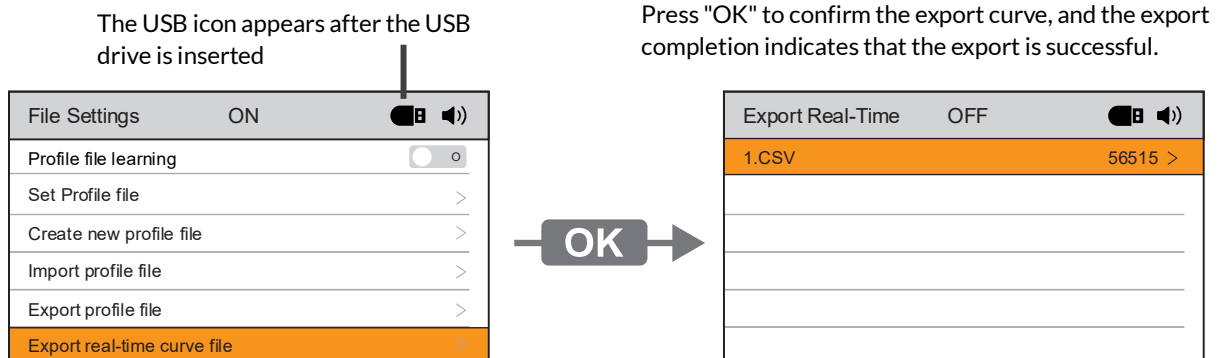 The USB icon appears after the USB
drive is inserted
Press "OK" to confirm the export curve, and the export
completion indicates that the export is successful.
File Settings ON
Profile file learning O
Set Profile file >
Create new profile file >
Import profile file >
Export profile file >
Export real-time curve file >
OK
Export Real-Time OFF
1.CSV 56515 >